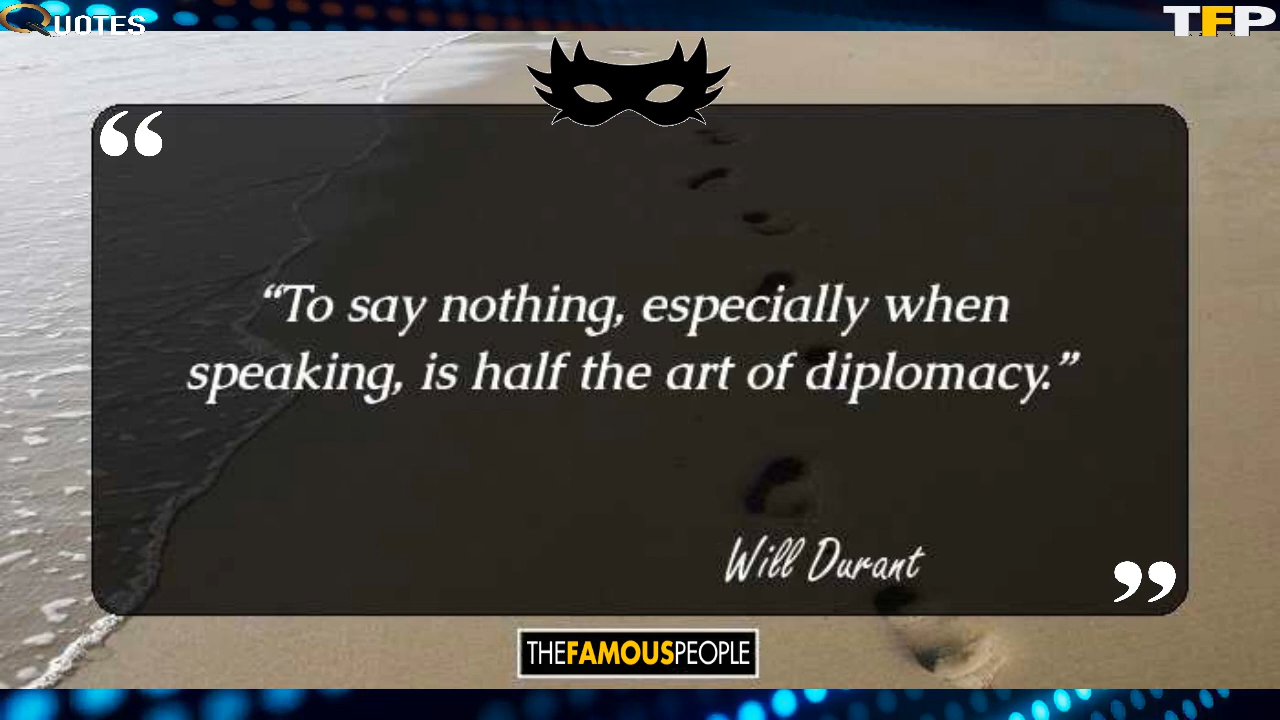 QUOTES
TFP
“
“To say nothing, especially when
speaking, is half the art of diplomacy.”
Will Durant
”
THEFAMOUSPEOPLE